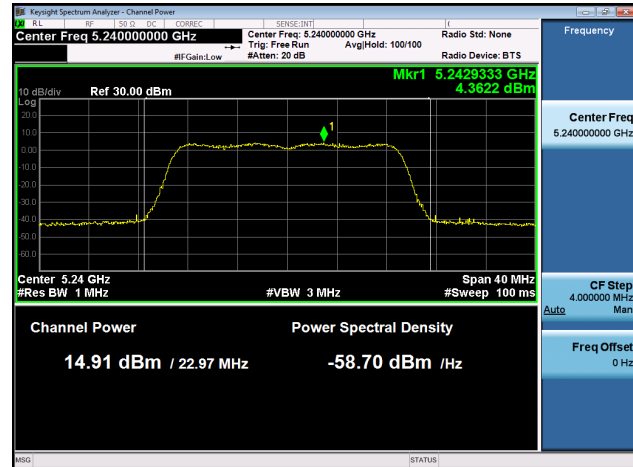 Keysight Spectrum Analyzer - Channel Power
RL RF 50 Ω DC CORREC SENSE:INT
Center Freq 5.240000000 GHz
Center Freq: 5.240000000 GHz
Radio Std: None
Trig: Free Run Avg|Hold: 100/100
#IFGain:Low
#Atten: 20 dB
Radio Device: BTS
Mkr1 5.2429333 GHz
4.3622 dBm
10 dB/div Ref 30.00 dBm
Log
20.0
10.0
1
0.00
-10.0
-20.0
-30.0
-40.0
-50.0
-60.0
Center 5.24 GHz Span 40 MHz
#Res BW 1 MHz #VBW 3 MHz #Sweep 100 ms
Channel Power Power Spectral Density
14.91 dBm / 22.97 MHz -58.70 dBm /Hz
Frequency
Center Freq
5.240000000 GHz
CF Step
4.000000 MHz
Auto Man
Freq Offset
0 Hz
MSG STATUS